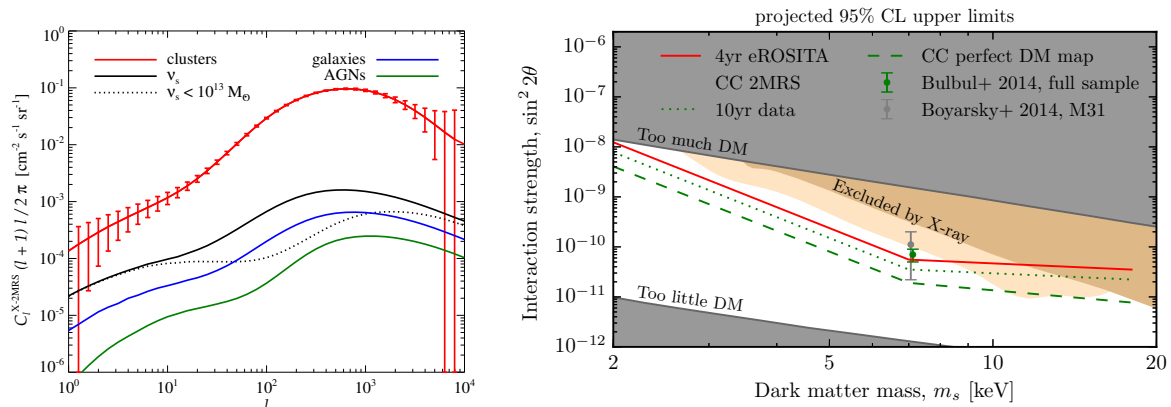 clusters
ν_s
ν_s < 10^13 M_⊙
galaxies
AGNs
C_l^X-2MRS (l + 1) l / 2 π [cm^-2 s^-1 sr^-1]
10^0
10^-1
10^-2
10^-3
10^-4
10^-5
10^-6
10^0 10^1 10^2 10^3 10^4
l
projected 95% CL upper limits
4yr eROSITA
CC 2MRS
10yr data
CC perfect DM map
Bulbul+ 2014, full sample
Boyarsky+ 2014, M31
Too much DM
Excluded by X-ray
Too little DM
Interaction strength, sin^2 2θ
10^-6
10^-7
10^-8
10^-9
10^-10
10^-11
10^-12
2 5 10 20
Dark matter mass, m_s [keV]